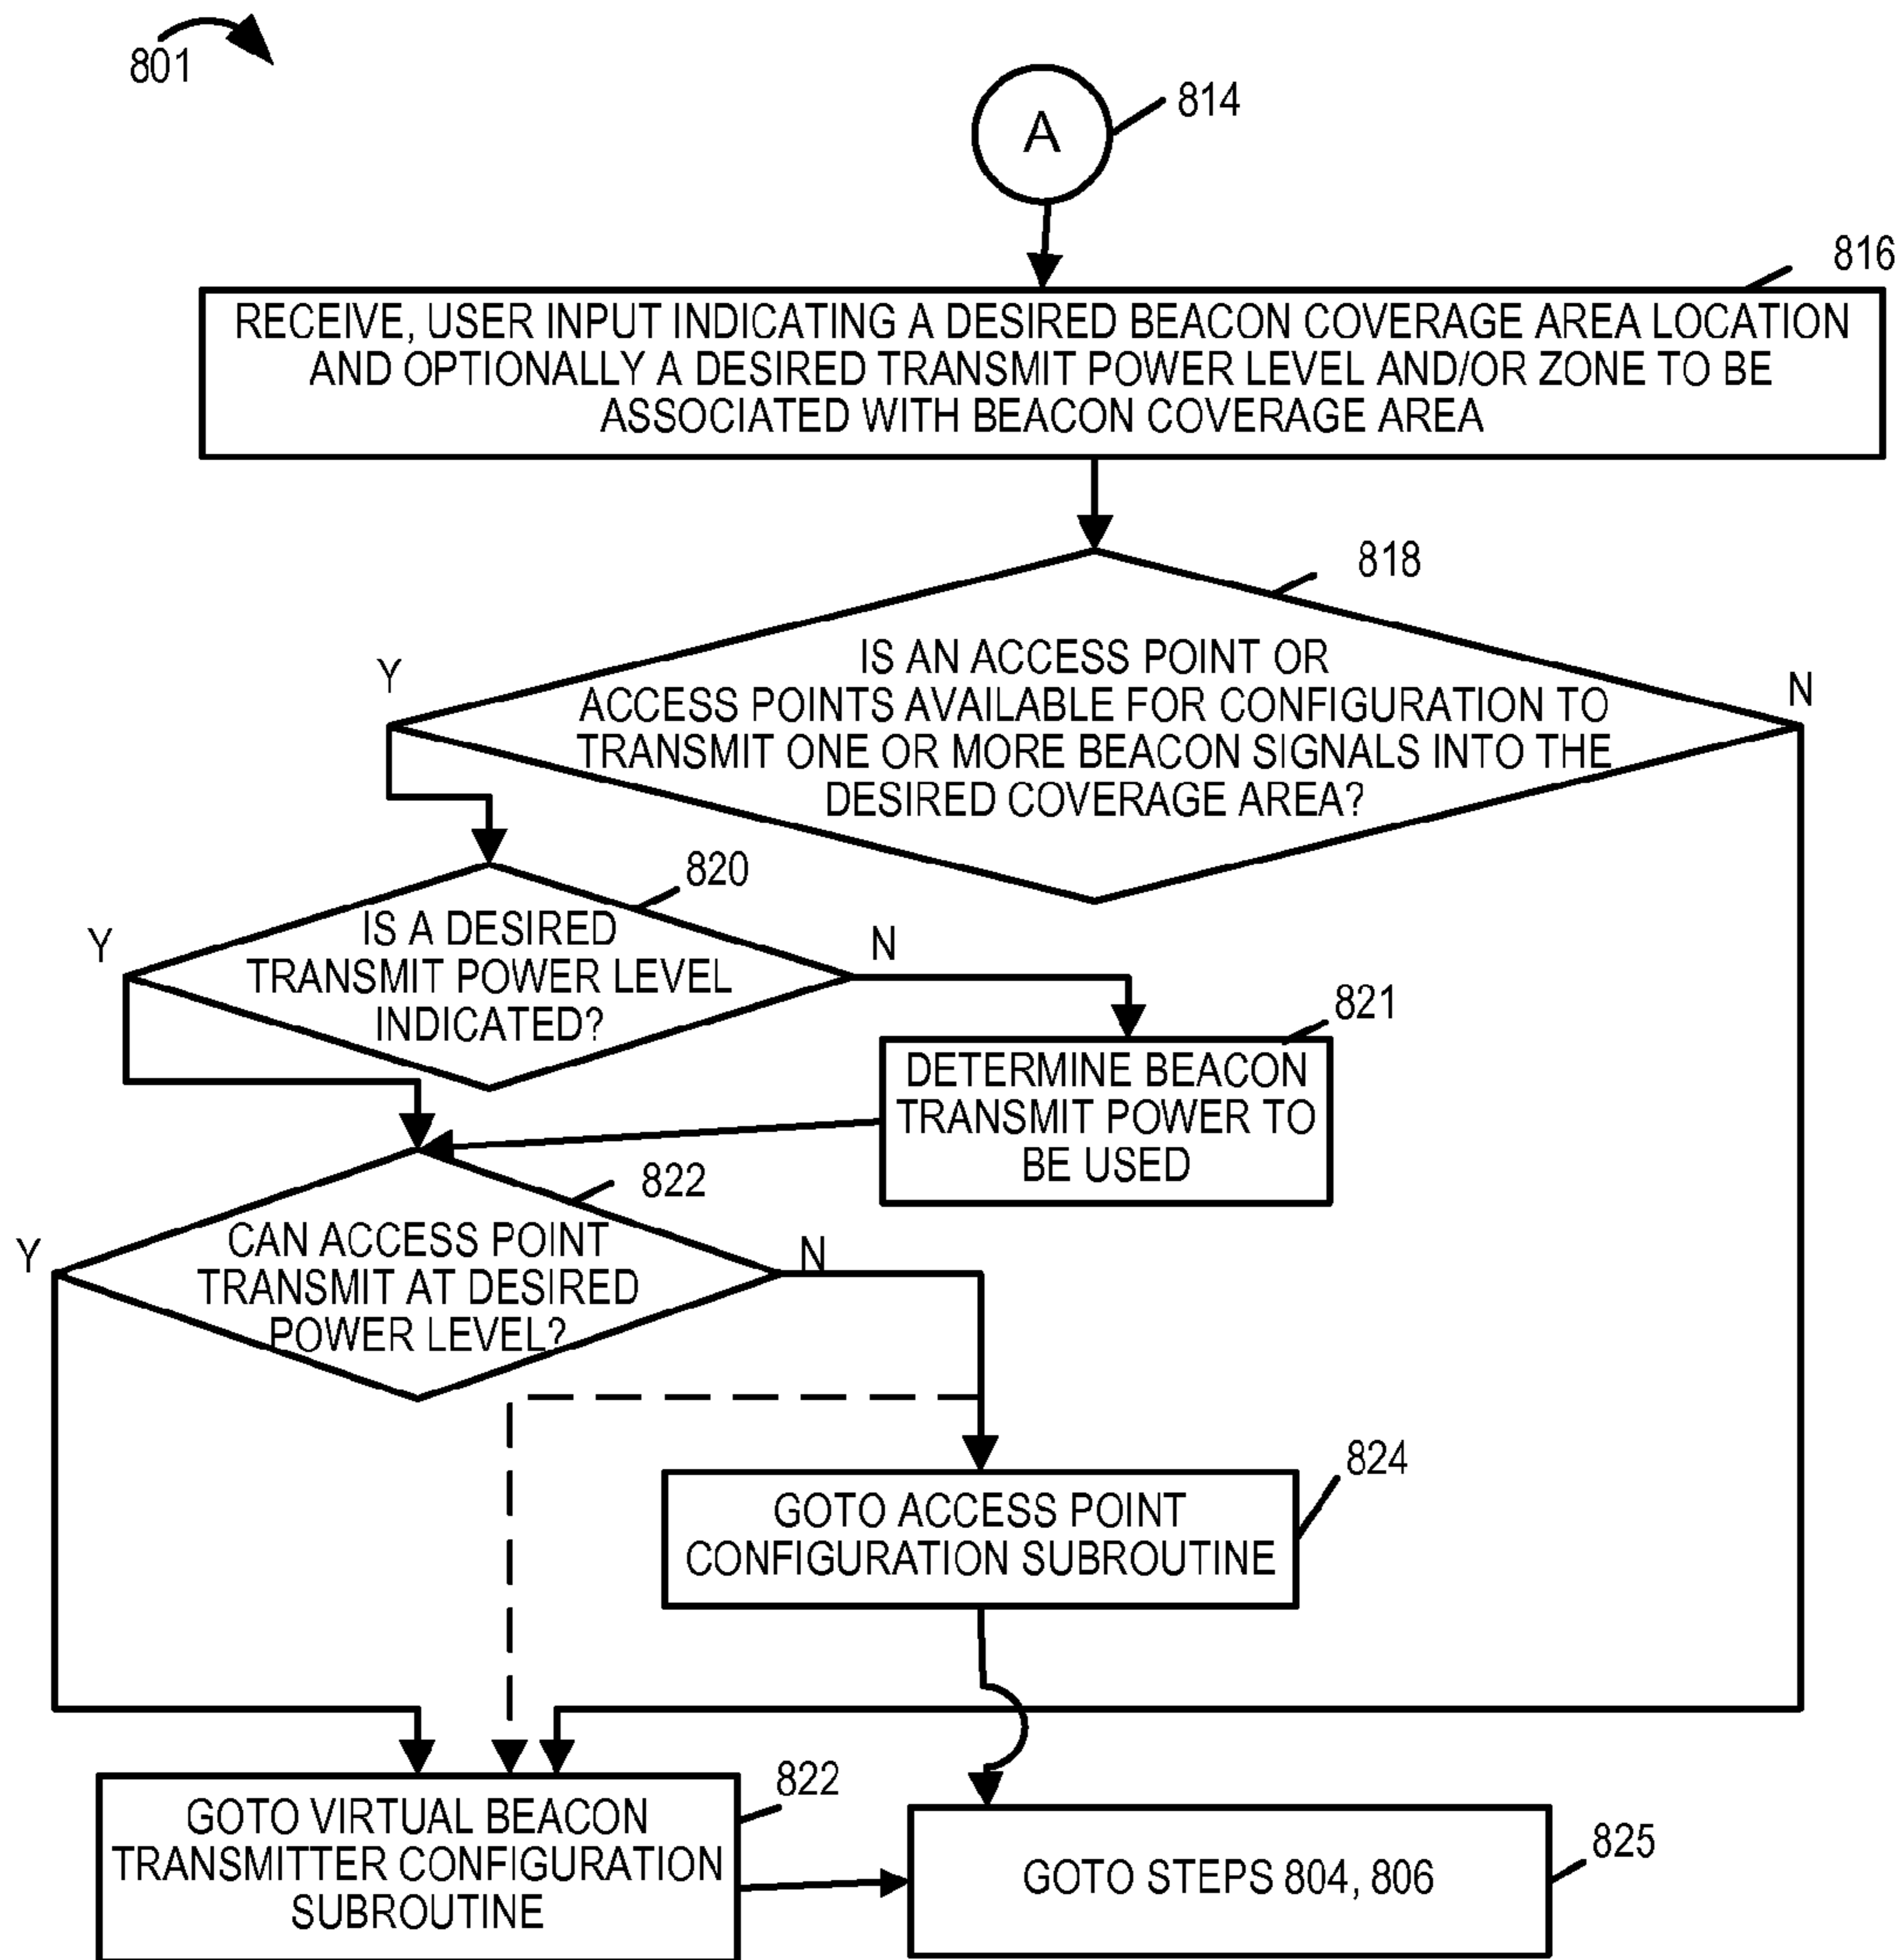 801
A
814
816
RECEIVE, USER INPUT INDICATING A DESIRED BEACON COVERAGE AREA LOCATION
AND OPTIONALLY A DESIRED TRANSMIT POWER LEVEL AND/OR ZONE TO BE
ASSOCIATED WITH BEACON COVERAGE AREA
818
IS AN ACCESS POINT OR
ACCESS POINTS AVAILABLE FOR CONFIGURATION TO
TRANSMIT ONE OR MORE BEACON SIGNALS INTO THE
DESIRED COVERAGE AREA?
Y
N
820
IS A DESIRED
TRANSMIT POWER LEVEL
INDICATED?
Y
N
821
DETERMINE BEACON
TRANSMIT POWER TO
BE USED
822
CAN ACCESS POINT
TRANSMIT AT DESIRED
POWER LEVEL?
Y
N
824
GOTO ACCESS POINT
CONFIGURATION SUBROUTINE
822
GOTO VIRTUAL BEACON
TRANSMITTER CONFIGURATION
SUBROUTINE
825
GOTO STEPS 804, 806